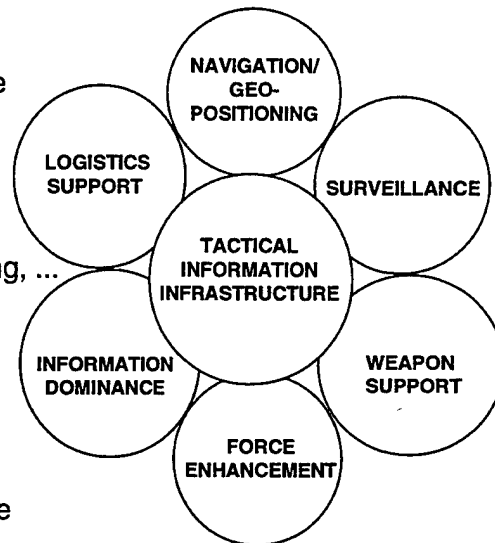 NAVIGATION/
GEO-
POSITIONING
e
LOGISTICS
SUPPORT
SURVEILLANCE
TACTICAL
INFORMATION
INFRASTRUCTURE
g, ...
INFORMATION
DOMINANCE
WEAPON
SUPPORT
FORCE
ENHANCEMENT
e